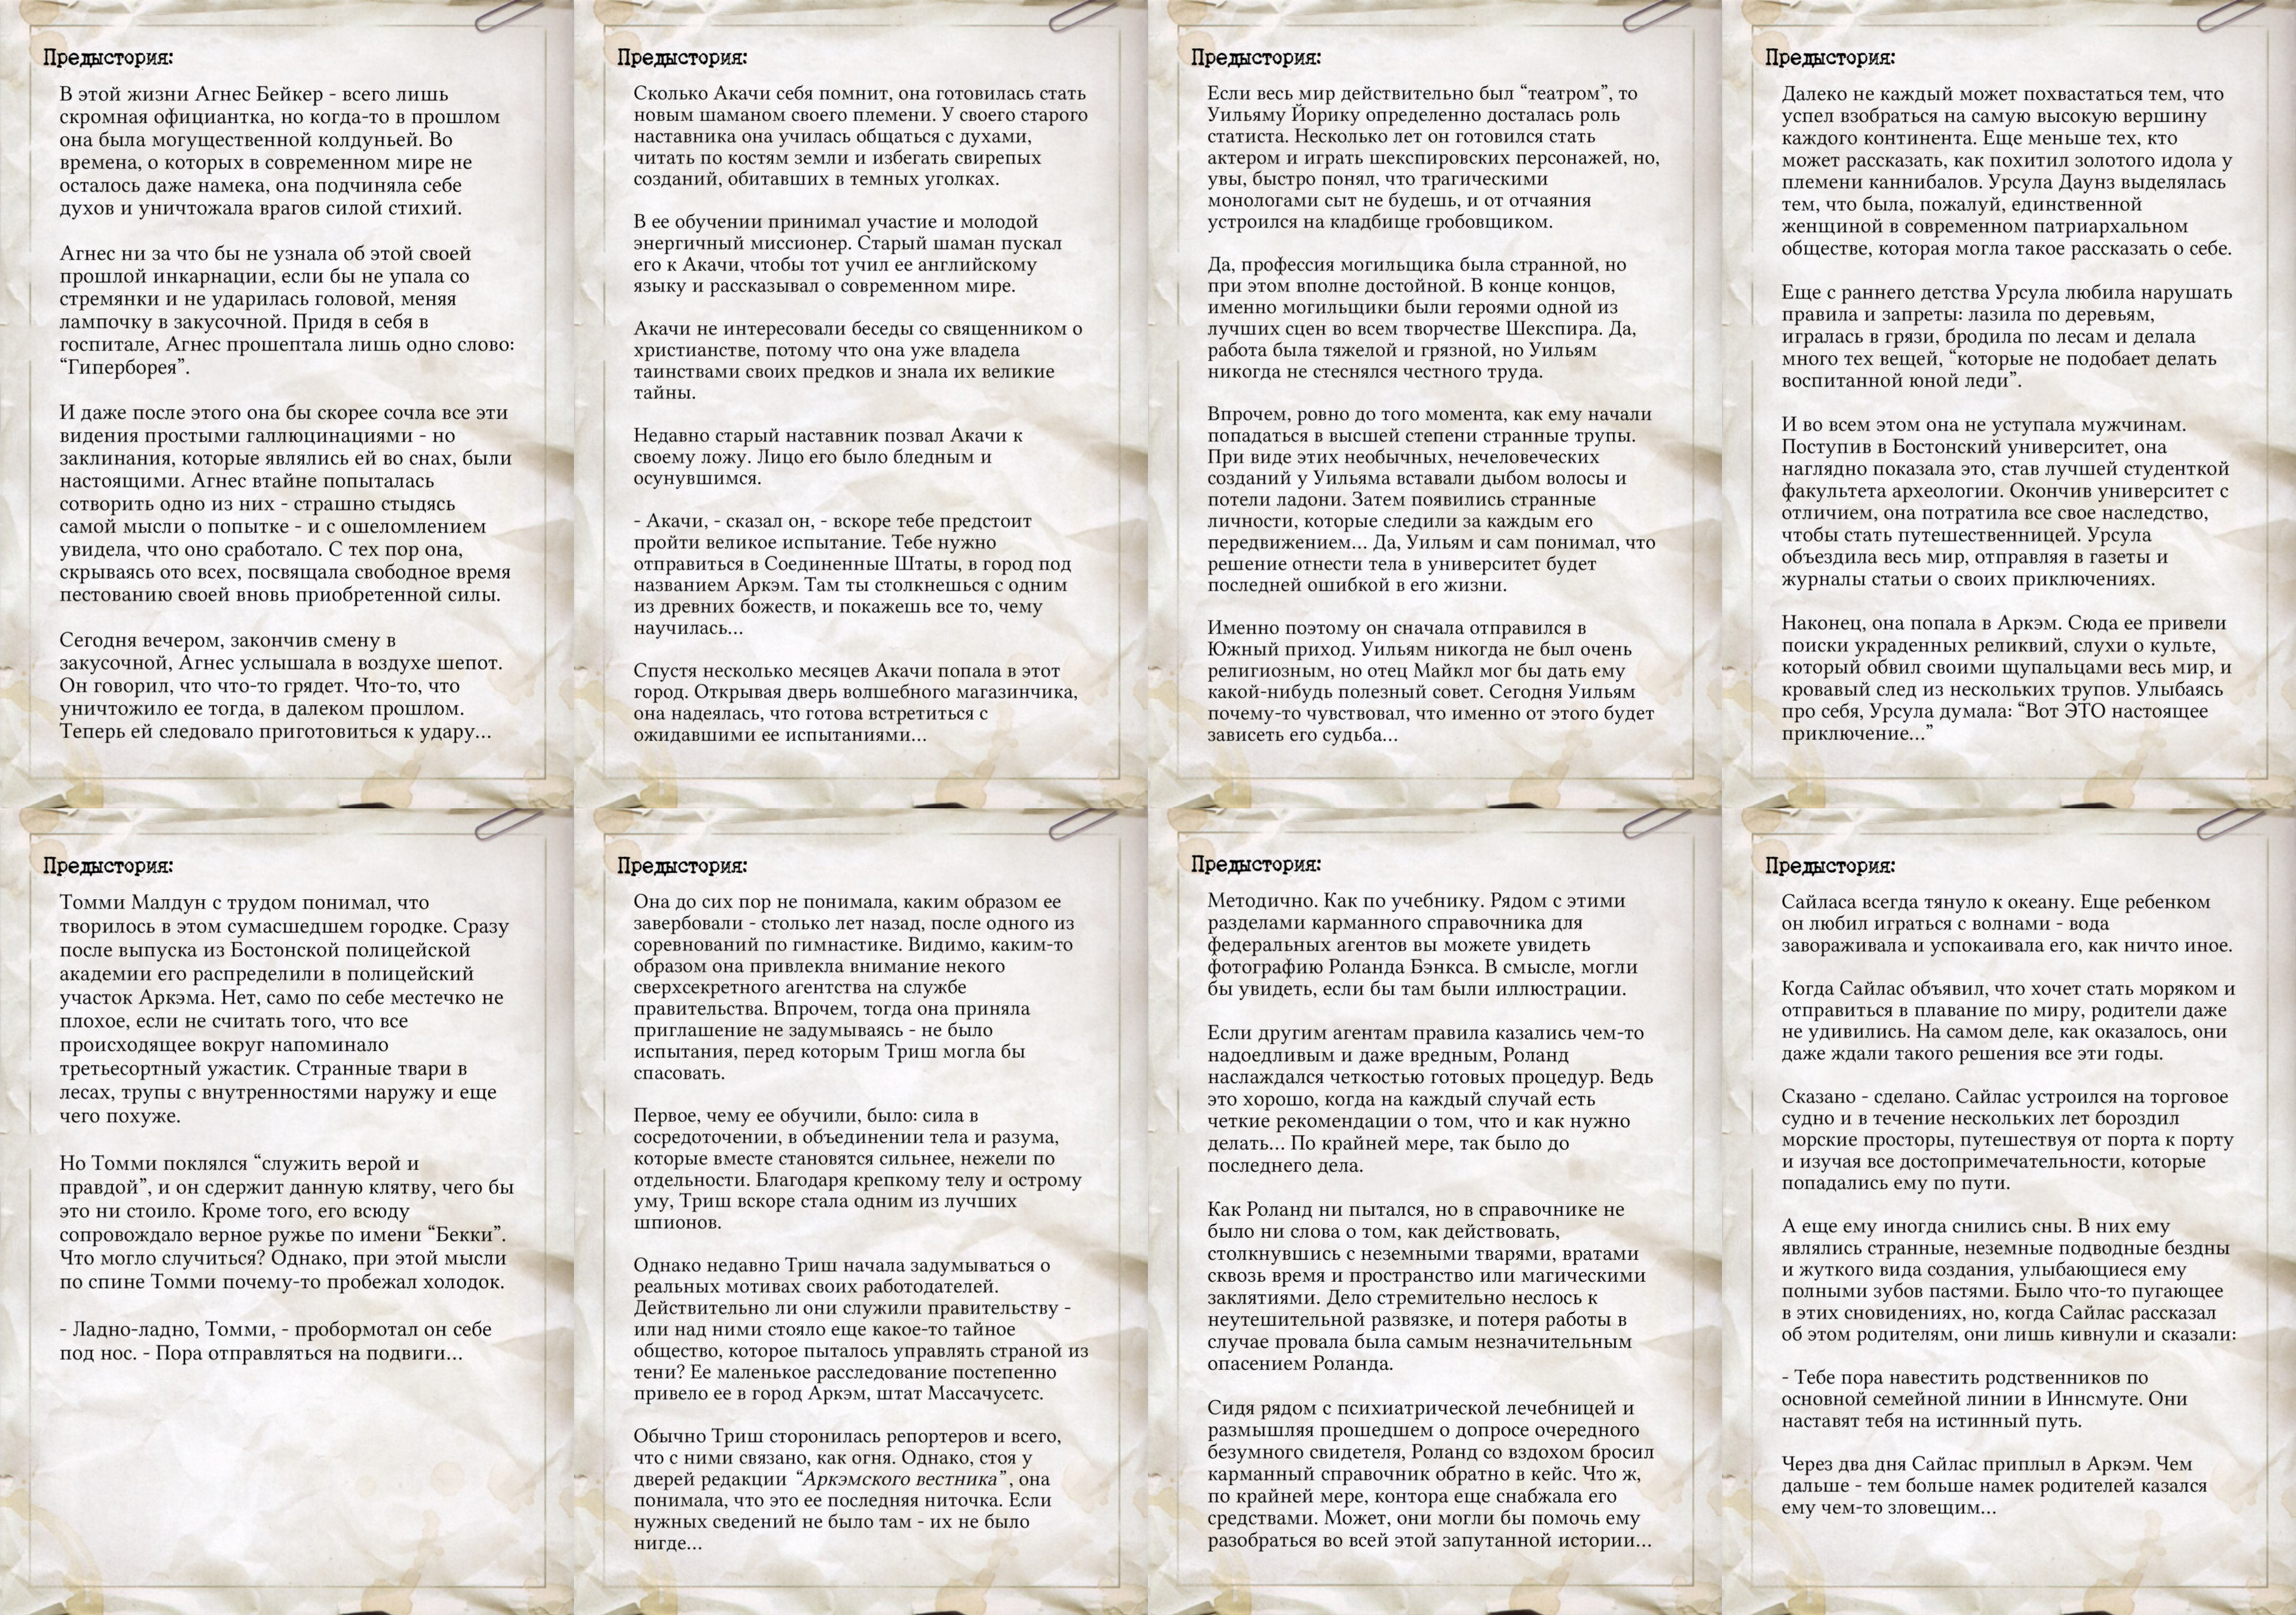 Предыстория:
В этой жизни Агнес Бейкер - всего лишь
скромная официантка, но когда-то в прошлом
она была могущественной колдуньей. Во
времена, о которых в современном мире не
осталось даже намека, она подчиняла себе
духов и уничтожала врагов силой стихий.
Агнес ни за что бы не узнала об этой своей
прошлой инкарнации, если бы не упала со
стремянки и не ударилась головой, меняя
лампочку в закусочной. Придя в себя в
госпитале, Агнес прошептала лишь одно слово:
“Гиперборея”.
И даже после этого она бы скорее сочла все эти
видения простыми галлюцинациями - но
заклинания, которые являлись ей во снах, были
настоящими. Агнес втайне попыталась
сотворить одно из них - страшно стыдясь
самой мысли о попытке - и с ошеломлением
увидела, что оно сработало. С тех пор она,
скрываясь ото всех, посвящала свободное время
пестованию своей вновь приобретенной силы.
Сегодня вечером, закончив смену в
закусочной, Агнес услышала в воздухе шепот.
Он говорил, что что-то грядет. Что-то, что
уничтожило ее тогда, в далеком прошлом.
Теперь ей следовало приготовиться к удару...
Предыстория:
Сколько Акачи себя помнит, она готовилась стать
новым шаманом своего племени. У своего старого
наставника она училась общаться с духами,
читать по костям земли и избегать свирепых
созданий, обитавших в темных уголках.
В ее обучении принимал участие и молодой
энергичный миссионер. Старый шаман пускал
его к Акачи, чтобы тот учил ее английскому
языку и рассказывал о современном мире.
Акачи не интересовали беседы со священником о
христианстве, потому что она уже владела
таинствами своих предков и знала их великие
тайны.
Недавно старый наставник позвал Акачи к
своему ложу. Лицо его было бледным и
осунувшимся.
- Акачи, - сказал он, - вскоре тебе предстоит
пройти великое испытание. Тебе нужно
отправиться в Соединенные Штаты, в город под
названием Аркэм. Там ты столкнешься с одним
из древних божеств, и покажешь все то, чему
научилась...
Спустя несколько месяцев Акачи попала в этот
город. Открывая дверь волшебного магазинчика,
она надеялась, что готова встретиться с
ожидавшими ее испытаниями...
Предыстория:
Если весь мир действительно был “театром”, то
Уильяму Йорику определенно досталась роль
статиста. Несколько лет он готовился стать
актером и играть шекспировских персонажей, но,
увы, быстро понял, что трагическими
монологами сыт не будешь, и от отчаяния
устроился на кладбище гробовщиком.
Да, профессия могильщика была странной, но
при этом вполне достойной. В конце концов,
именно могильщики были героями одной из
лучших сцен во всем творчестве Шекспира. Да,
работа была тяжелой и грязной, но Уильям
никогда не стеснялся честного труда.
Впрочем, ровно до того момента, как ему начали
попадаться в высшей степени странные трупы.
При виде этих необычных, нечеловеческих
созданий у Уильяма вставали дыбом волосы и
потели ладони. Затем появились странные
личности, которые следили за каждым его
передвижением... Да, Уильям и сам понимал, что
решение отнести тела в университет будет
последней ошибкой в его жизни.
Именно поэтому он сначала отправился в
Южный приход. Уильям никогда не был очень
религиозным, но отец Майкл мог бы дать ему
какой-нибудь полезный совет. Сегодня Уильям
почему-то чувствовал, что именно от этого будет
зависеть его судьба...
Предыстория:
Далеко не каждый может похвастаться тем, что
успел взобраться на самую высокую вершину
каждого континента. Еще меньше тех, кто
может рассказать, как похитил золотого идола у
племени каннибалов. Урсула Даунз выделялась
тем, что была, пожалуй, единственной
женщиной в современном патриархальном
обществе, которая могла такое рассказать о себе.
Еще с раннего детства Урсула любила нарушать
правила и запреты: лазила по деревьям,
игралась в грязи, бродила по лесам и делала
много тех вещей, “которые не подобает делать
воспитанной юной леди”.
И во всем этом она не уступала мужчинам.
Поступив в Бостонский университет, она
наглядно показала это, став лучшей студенткой
факультета археологии. Окончив университет с
отличием, она потратила все свое наследство,
чтобы стать путешественницей. Урсула
объездила весь мир, отправляя в газеты и
журналы статьи о своих приключениях.
Наконец, она попала в Аркэм. Сюда ее привели
поиски украденных реликвий, слухи о культе,
который обвил своими щупальцами весь мир, и
кровавый след из нескольких трупов. Улыбаясь
про себя, Урсула думала: “Вот ЭТО настоящее
приключение...”
Предыстория:
Томми Малдун с трудом понимал, что
творилось в этом сумасшедшем городке. Сразу
после выпуска из Бостонской полицейской
академии его распределили в полицейский
участок Аркэма. Нет, само по себе местечко не
плохое, если не считать того, что все
происходящее вокруг напоминало
третьесортный ужастик. Странные твари в
лесах, трупы с внутренностями наружу и еще
чего похуже.
Но Томми поклялся “служить верой и
правдой”, и он сдержит данную клятву, чего бы
это ни стоило. Кроме того, его всюду
сопровождало верное ружье по имени “Бекки”.
Что могло случиться? Однако, при этой мысли
по спине Томми почему-то пробежал холодок.
- Ладно-ладно, Томми, - пробормотал он себе
под нос. - Пора отправляться на подвиги...
Предыстория:
Она до сих пор не понимала, каким образом ее
завербовали - столько лет назад, после одного из
соревнований по гимнастике. Видимо, каким-то
образом она привлекла внимание некого
сверхсекретного агентства на службе
правительства. Впрочем, тогда она приняла
приглашение не задумываясь - не было
испытания, перед которым Триш могла бы
спасовать.
Первое, чему ее обучили, было: сила в
сосредоточении, в объединении тела и разума,
которые вместе становятся сильнее, нежели по
отдельности. Благодаря крепкому телу и острому
уму, Триш вскоре стала одним из лучших
шпионов.
Однако недавно Триш начала задумываться о
реальных мотивах своих работодателей.
Действительно ли они служили правительству -
или над ними стояло еще какое-то тайное
общество, которое пыталось управлять страной из
тени? Ее маленькое расследование постепенно
привело ее в город Аркэм, штат Массачусетс.
Обычно Триш сторонилась репортеров и всего,
что с ними связано, как огня. Однако, стоя у
дверей редакции “Аркэмского вестника”, она
понимала, что это ее последняя ниточка. Если
нужных сведений не было там - их не было
нигде...
Предыстория:
Методично. Как по учебнику. Рядом с этими
разделами карманного справочника для
федеральных агентов вы можете увидеть
фотографию Роланда Бэнкса. В смысле, могли
бы увидеть, если бы там были иллюстрации.
Если другим агентам правила казались чем-то
надоедливым и даже вредным, Роланд
наслаждался четкостью готовых процедур. Ведь
это хорошо, когда на каждый случай есть
четкие рекомендации о том, что и как нужно
делать... По крайней мере, так было до
последнего дела.
Как Роланд ни пытался, но в справочнике не
было ни слова о том, как действовать,
столкнувшись с неземными тварями, вратами
сквозь время и пространство или магическими
заклятиями. Дело стремительно неслось к
неутешительной развязке, и потеря работы в
случае провала была самым незначительным
опасением Роланда.
Сидя рядом с психиатрической лечебницей и
размышляя прошедшем о допросе очередного
безумного свидетеля, Роланд со вздохом бросил
карманный справочник обратно в кейс. Что ж,
по крайней мере, контора еще снабжала его
средствами. Может, они могли бы помочь ему
разобраться во всей этой запутанной истории...
Предыстория:
Сайласа всегда тянуло к океану. Еще ребенком
он любил играться с волнами - вода
завораживала и успокаивала его, как ничто иное.
Когда Сайлас объявил, что хочет стать моряком и
отправиться в плавание по миру, родители даже
не удивились. На самом деле, как оказалось, они
даже ждали такого решения все эти годы.
Сказано - сделано. Сайлас устроился на торговое
судно и в течение нескольких лет бороздил
морские просторы, путешествуя от порта к порту
и изучая все достопримечательности, которые
попадались ему по пути.
А еще ему иногда снились сны. В них ему
являлись странные, неземные подводные бездны
и жуткого вида создания, улыбающиеся ему
полными зубов пастями. Было что-то пугающее
в этих сновидениях, но, когда Сайлас рассказал
об этом родителям, они лишь кивнули и сказали:
- Тебе пора навестить родственников по
основной семейной линии в Иннсмуте. Они
наставят тебя на истинный путь.
Через два дня Сайлас приплыл в Аркэм. Чем
дальше - тем больше намек родителей казался
ему чем-то зловещим...